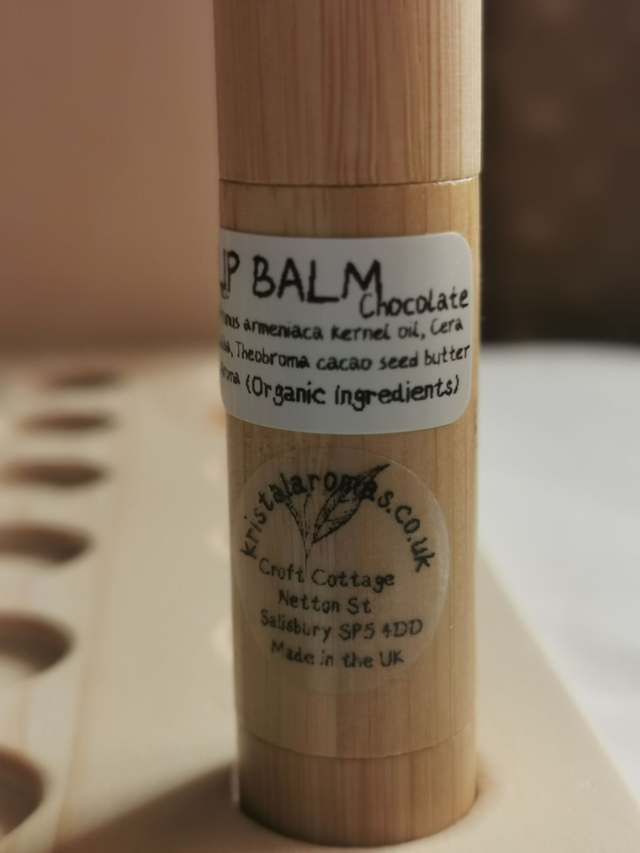 LIP BALM
Chocolate
armeniaca kernel oil, Cera
Theobroma cacao seed butter
(Organic ingredients)
kristalaromas.co.uk
Croft Cottage
Netton St
Salisbury SP5 4DD
Made in the UK